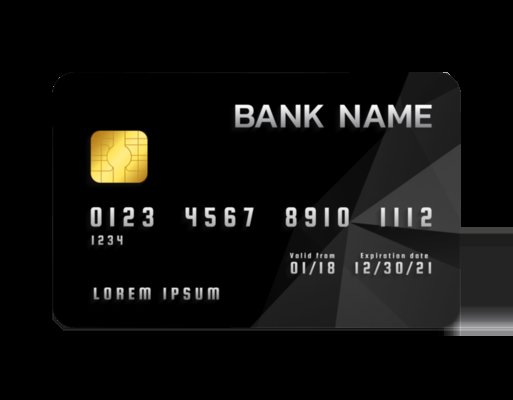 BANK NAME
0123 4567 8910 1112
1234
Valid from Expiration date
01/18 12/30/21
LOREM IPSUM